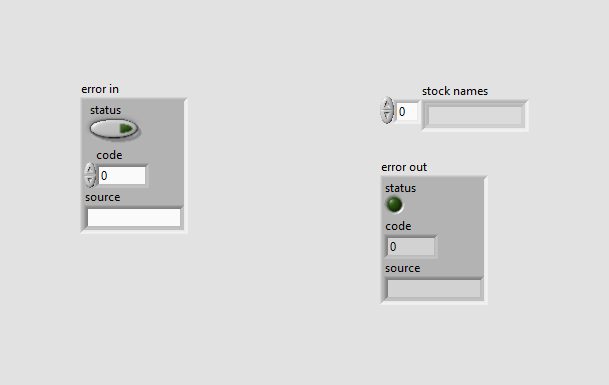 error in
status
code
0
source
stock names
0
error out
status
code
0
source